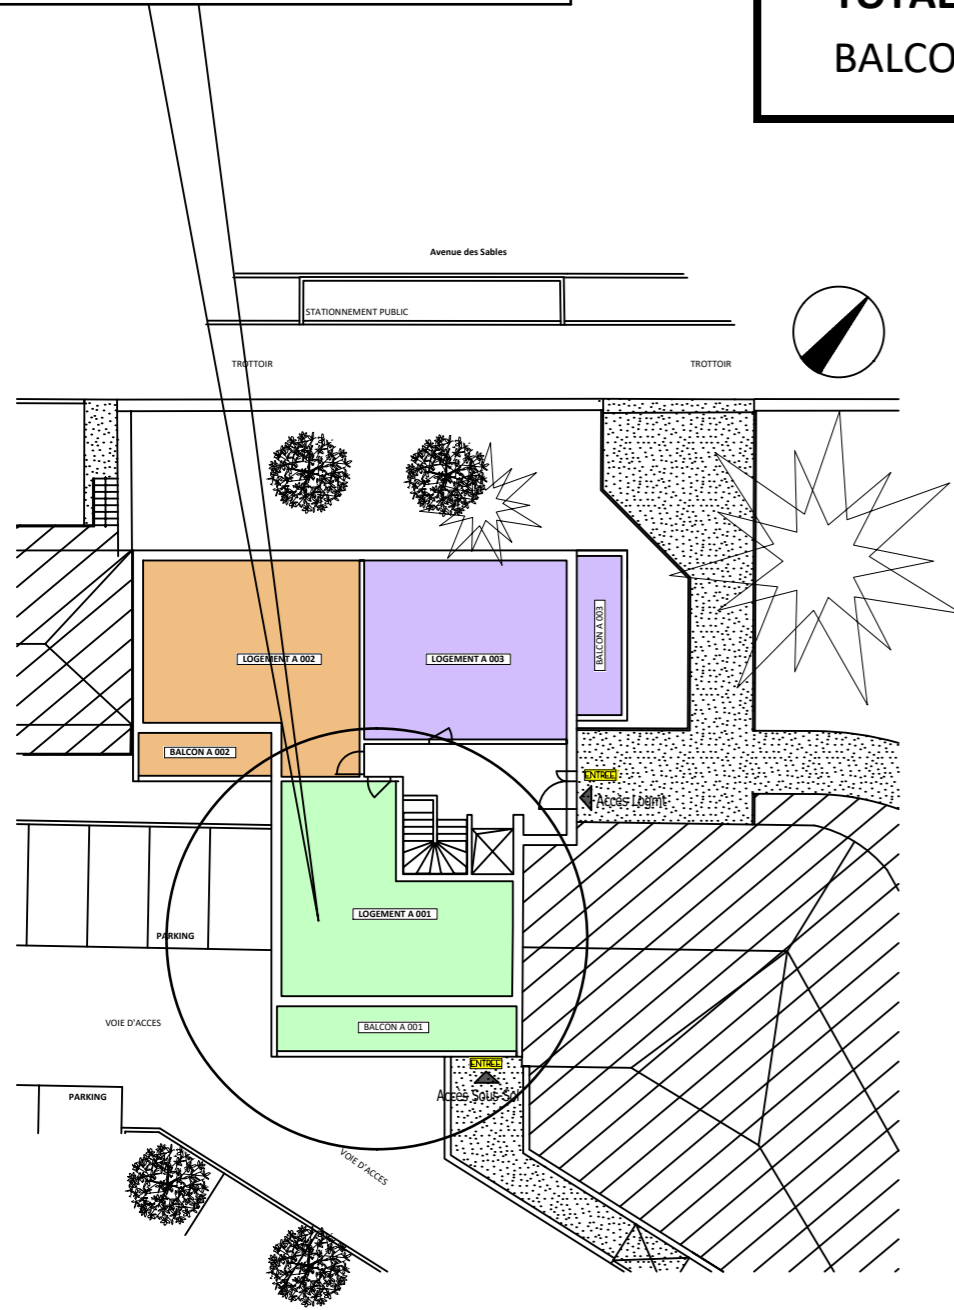 TOTAL
BALCO
Avenue des Sables
STATIONNEMENT PUBLIC
TROTTOIR
TROTTOIR
BALCON A 003
LOGEMENT A 002
LOGEMENT A 003
BALCON A 002
ENTREE
Accès Logmt
LOGEMENT A 001
PARKING
VOIE D'ACCES
BALCON A 001
ENTREE
Accès Sous-Sol
PARKING
VOIE D'ACCES